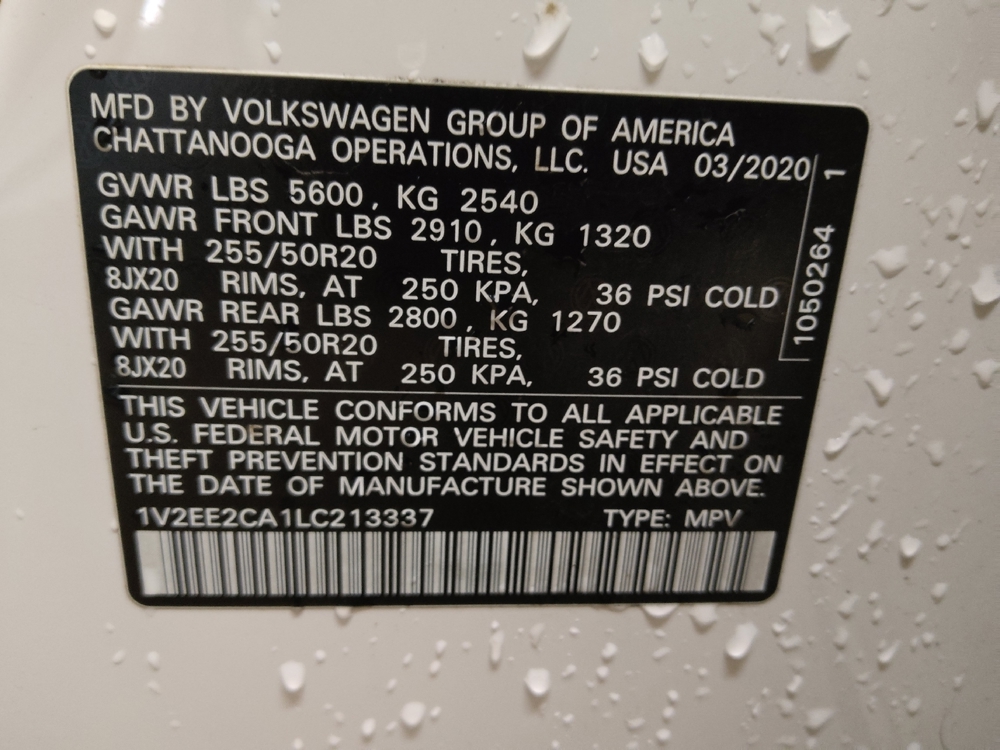 MFD BY VOLKSWAGEN GROUP OF AMERICA
CHATTANOOGA OPERATIONS, LLC. USA 03/2020
GVWR LBS 5600, KG 2540
GAWR FRONT LBS 2910, KG 1320
WITH 255/50R20 TIRES,
8JX20 RIMS, AT 250 KPA, 36 PSI COLD
GAWR REAR LBS 2800, KG 1270
WITH 255/50R20 TIRES,
8JX20 RIMS, AT 250 KPA, 36 PSI COLD
1050264 1
THIS VEHICLE CONFORMS TO ALL APPLICABLE
U.S. FEDERAL MOTOR VEHICLE SAFETY AND
THEFT PREVENTION STANDARDS IN EFFECT ON
THE DATE OF MANUFACTURE SHOWN ABOVE.
1V2EE2CA1LC213337 TYPE: MPV